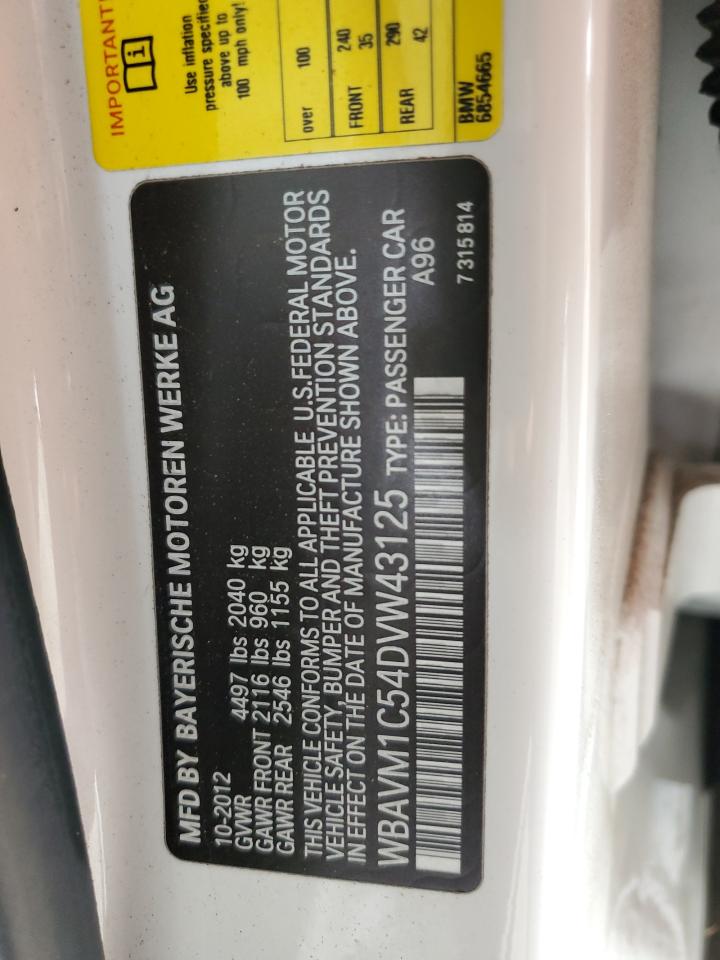 MFD BY BAYERISCHE MOTOREN WERKE AG
10-2012
GVWR 4497 lbs 2040 kg
GAWR FRONT 2116 lbs 960 kg
GAWR REAR 2546 lbs 1155 kg
THIS VEHICLE CONFORMS TO ALL APPLICABLE U.S. FEDERAL MOTOR
VEHICLE SAFETY, BUMPER AND THEFT PREVENTION STANDARDS
IN EFFECT ON THE DATE OF MANUFACTURE SHOWN ABOVE.
WBAVM1C54DVW43125 TYPE: PASSENGER CAR
A96
7 315 814
IMPORTANT
Use inflation
pressure specified
above up to
100 mph only!
over 100
FRONT 240
35
REAR 290
42
BMW
6854665